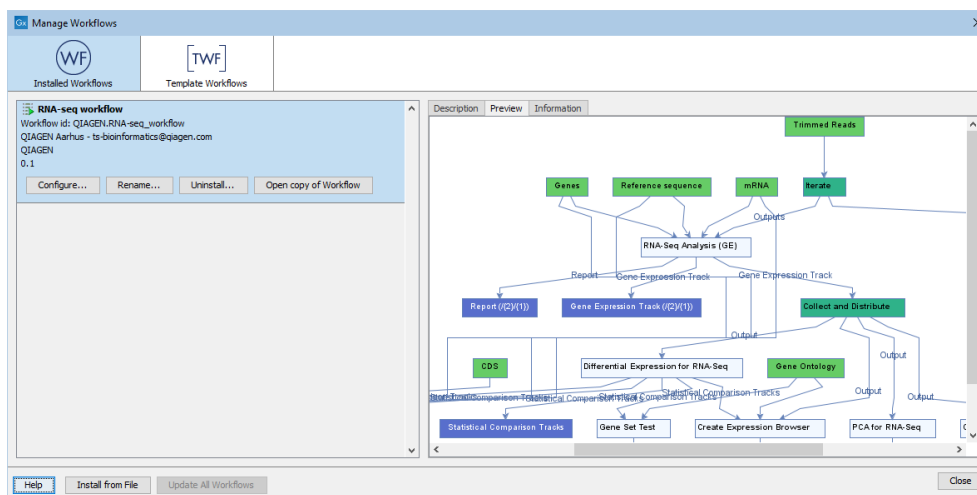 Gx Manage Workflows
WF
Installed Workflows
TWF
Template Workflows
RNA-seq workflow
Workflow id: QIAGEN.RNA-seq_workflow
QIAGEN Aarhus - ts-bioinformatics@qiagen.com
QIAGEN
0.1
Configure... Rename... Uninstall... Open copy of Workflow
Description Preview Information
Trimmed Reads
Genes Reference sequence mRNA Iterate
Outputs
RNA-Seq Analysis (GE)
Report Gene Expression Track Gene Expression Track
Report (/{2}/{1}) Gene Expression Track (/{2}/{1}) Collect and Distribute
Output
CDS Differential Expression for RNA-Seq Gene Ontology
Output
Output
Statistical Comparison Tracks
Statistical Comparison Tracks Gene Set Test Create Expression Browser PCA for RNA-Seq
Help Install from File Update All Workflows Close